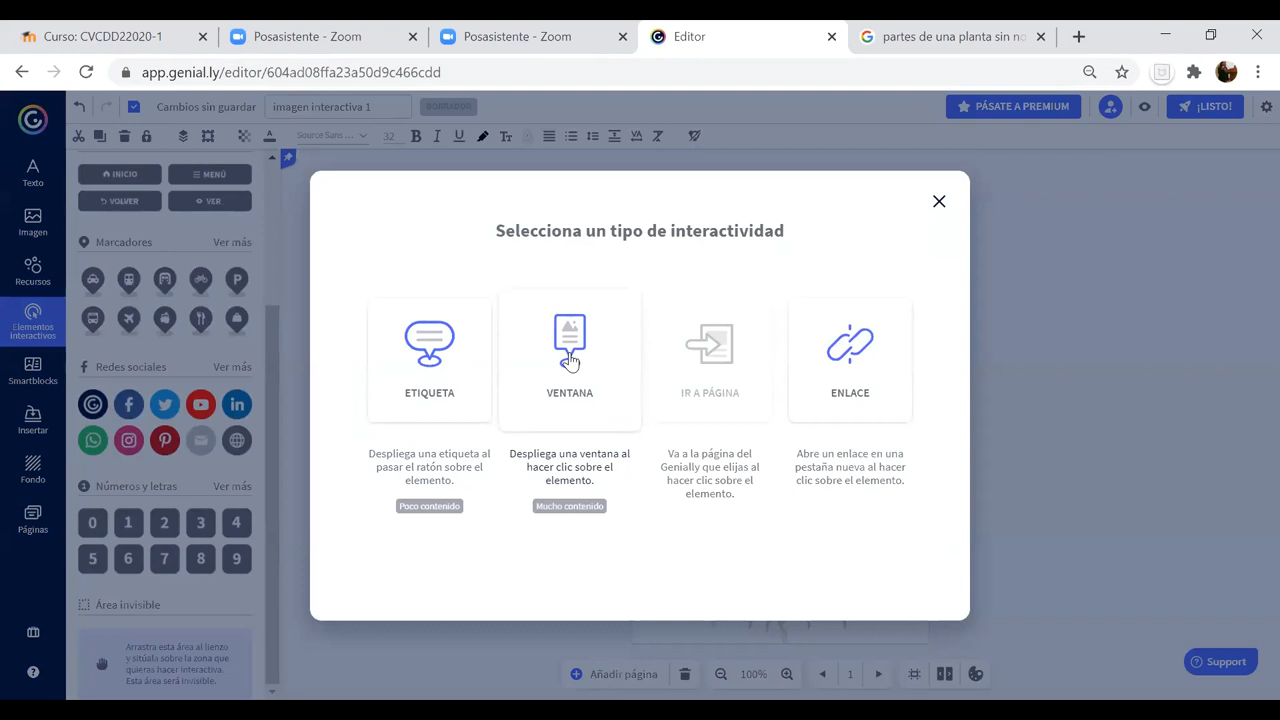 Curso: CVCDD22020-1
Posasistente - Zoom
Posasistente - Zoom
Editor
partes de una planta sin no
app.genial.ly/editor/604ad08ffa23a50d9c466cdd
Cambios sin guardar
imagen interactiva 1
BORRADOR
PÁSATE A PREMIUM
¡LISTO!
Source Sans ...
32
Texto
Imagen
Recursos
Elementos
interactivos
Smartblocks
Insertar
Fondo
Páginas
INICIO
MENÚ
VOLVER
VER
Marcadores
Ver más
Redes sociales
Ver más
Números y letras
Ver más
0 1 2 3 4
5 6 7 8 9
Área invisible
Arrastra esta área al lienzo
y sitúala sobre la zona que
quieras hacer interactiva.
Esta área será invisible.
Selecciona un tipo de interactividad
ETIQUETA
Despliega una etiqueta al
pasar el ratón sobre el
elemento.
Poco contenido
VENTANA
Despliega una ventana al
hacer clic sobre el
elemento.
Mucho contenido
IR A PÁGINA
Va a la página del
Genially que elijas al
hacer clic sobre el
elemento.
ENLACE
Abre un enlace en una
pestaña nueva al hacer
clic sobre el elemento.
Añadir página
100%
1
Support